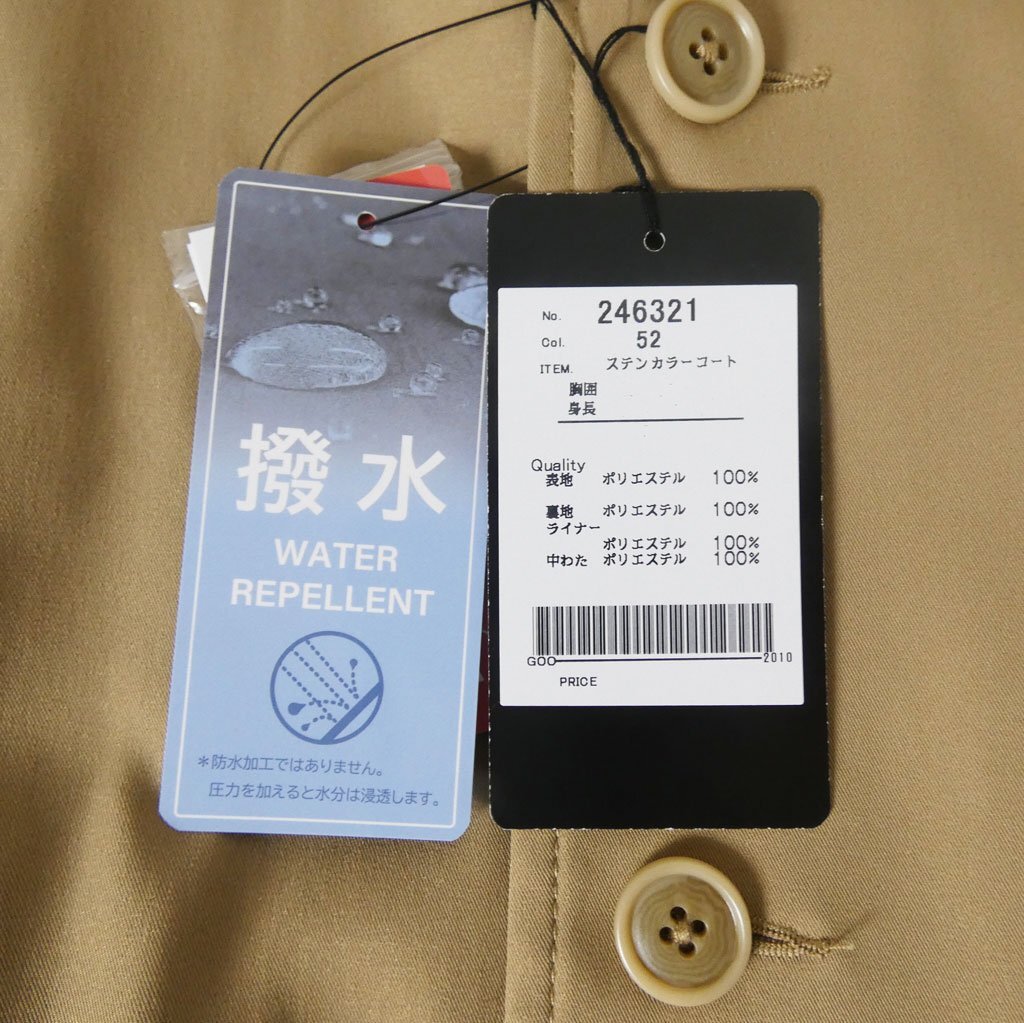 撥水
WATER
REPELLENT
*防水加工ではありません。
圧力を加えると水分は浸透します。
No. 246321
Col. 52
ITEM. ステンカラーコート
胸囲
身長
Quality
表地 ポリエステル 100%
裏地 ポリエステル 100%
ライナー
ポリエステル 100%
中わた ポリエステル 100%
GOO 2010
PRICE